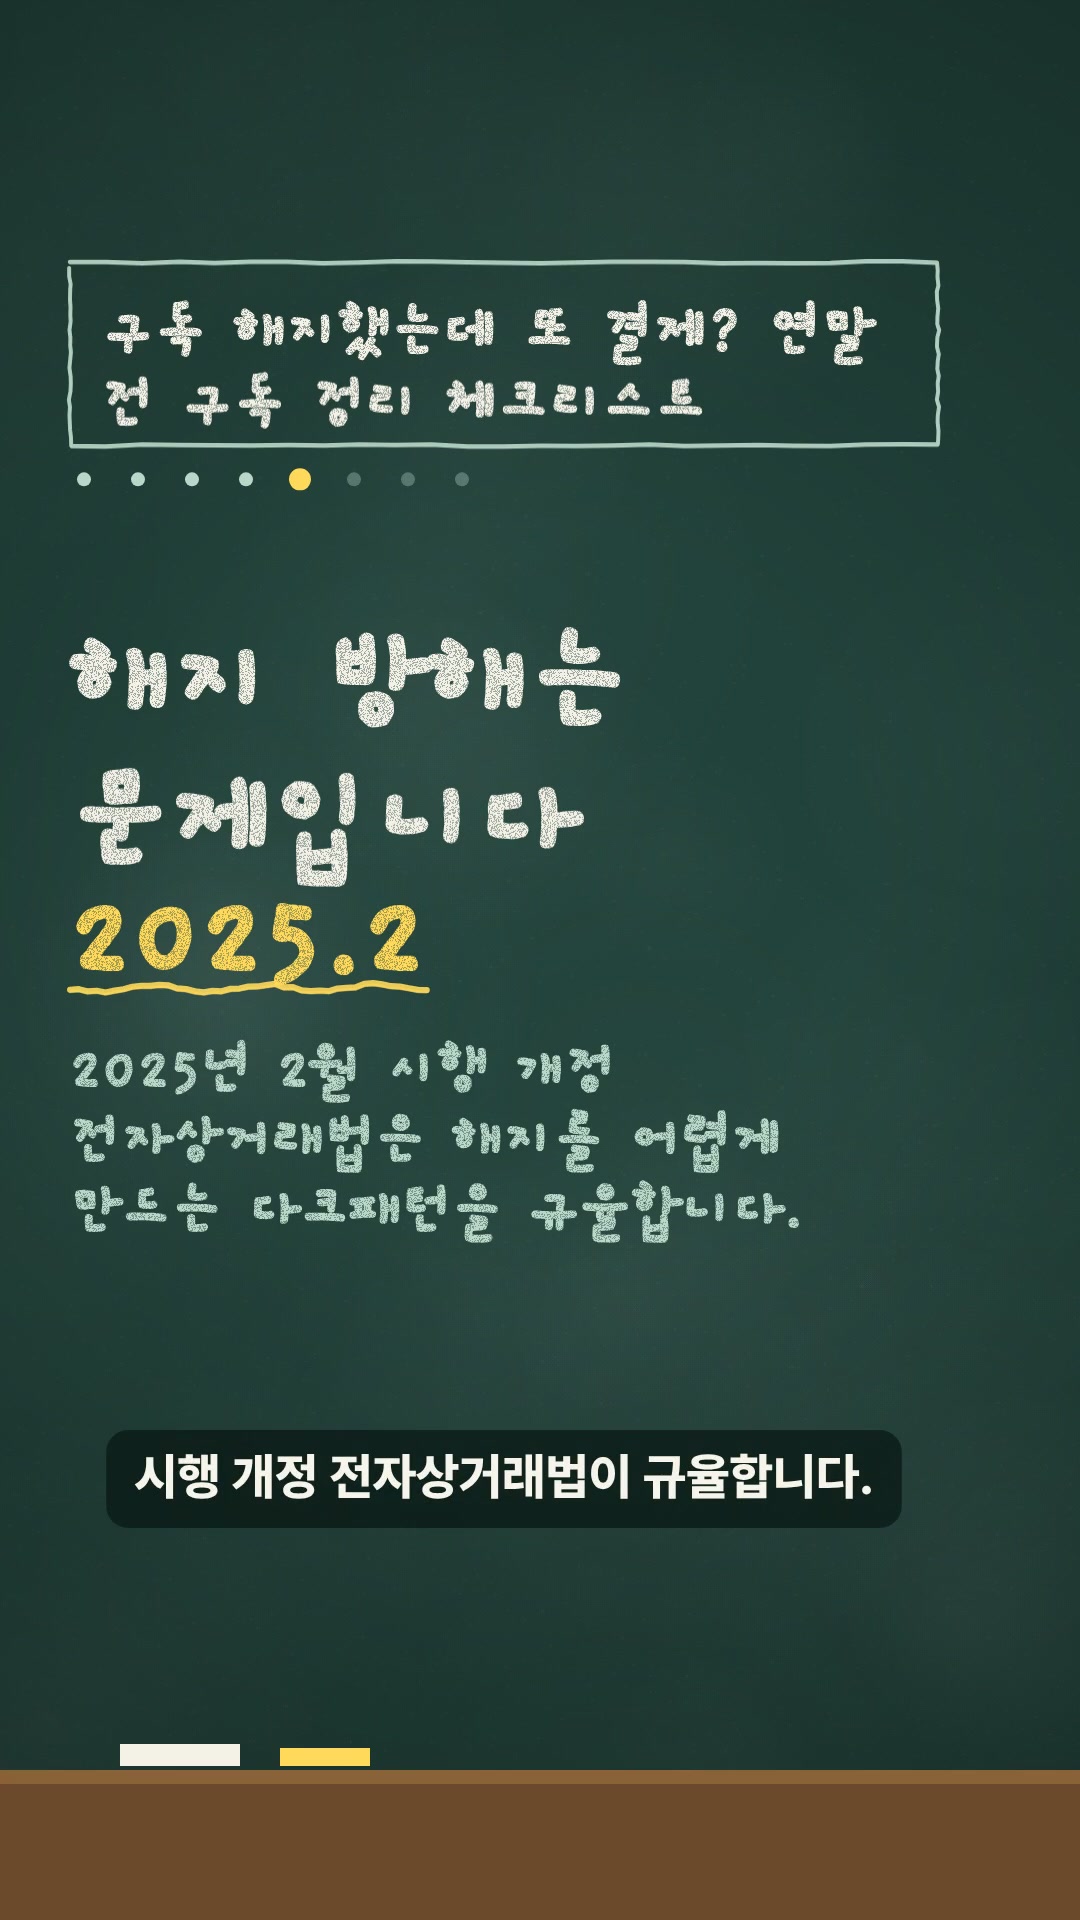 구독 해지했는데 또 결제? 연말
전 구독 정리 체크리스트
해지 방해는
문제입니다
2025.2
2025년 2월 시행 개정
전자상거래법은 해지를 어렵게
만드는 다크패턴을 규율합니다.
시행 개정 전자상거래법이 규율합니다.